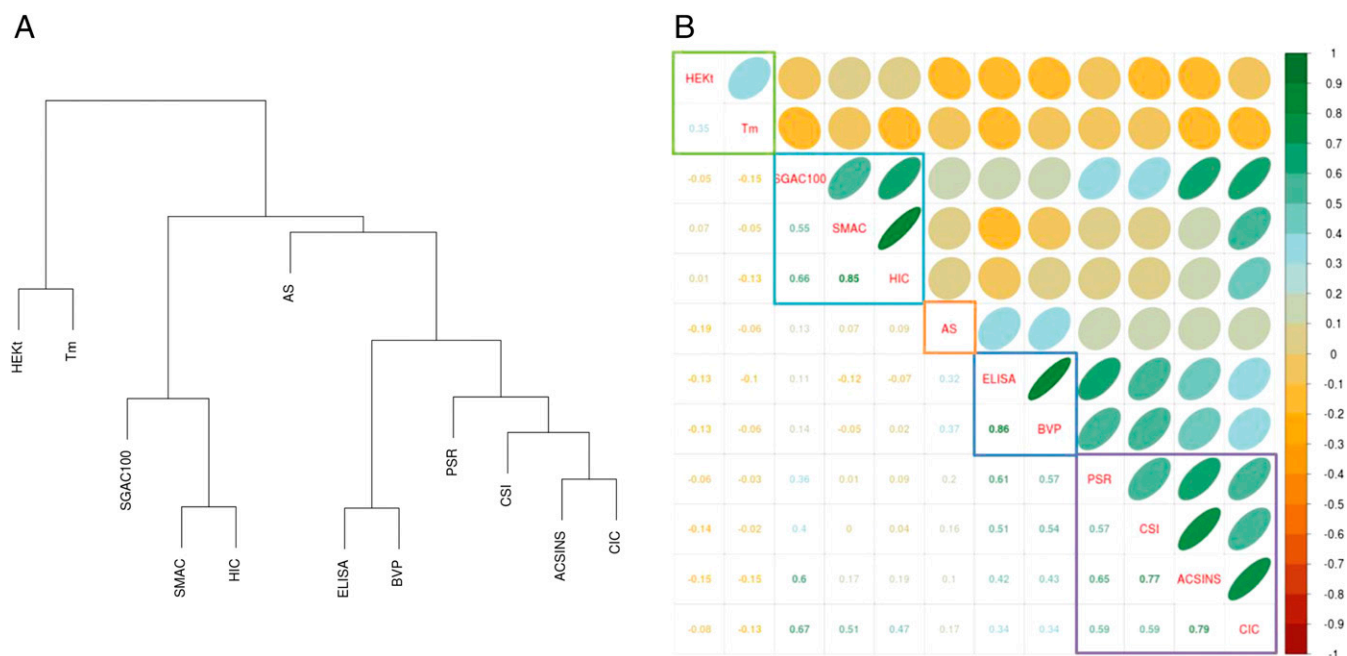 A
HEKt
Tm
AS
SGAC100
SMAC
HIC
ELISA
BVP
PSR
CSI
ACSINS
CIC
B
HEKt
0.35 Tm
-0.05 -0.15 SGAC100
0.07 -0.05 0.55 SMAC
0.01 -0.13 0.66 0.85 HIC
-0.19 -0.06 0.13 0.07 0.09 AS
-0.13 -0.1 0.11 -0.12 -0.07 0.32 ELISA
-0.13 -0.06 0.14 -0.05 0.02 0.37 0.86 BVP
-0.06 -0.03 0.36 0.01 0.09 0.2 0.61 0.57 PSR
-0.14 -0.02 0.4 0 0.04 0.16 0.51 0.54 0.57 CSI
-0.15 -0.15 0.6 0.17 0.19 0.1 0.42 0.43 0.65 0.77 ACSINS
-0.08 -0.13 0.67 0.51 0.47 0.17 0.34 0.34 0.59 0.59 0.79 CIC
1
0.9
0.8
0.7
0.6
0.5
0.4
0.3
0.2
0.1
0
-0.1
-0.2
-0.3
-0.4
-0.5
-0.6
-0.7
-0.8
-0.9
-1